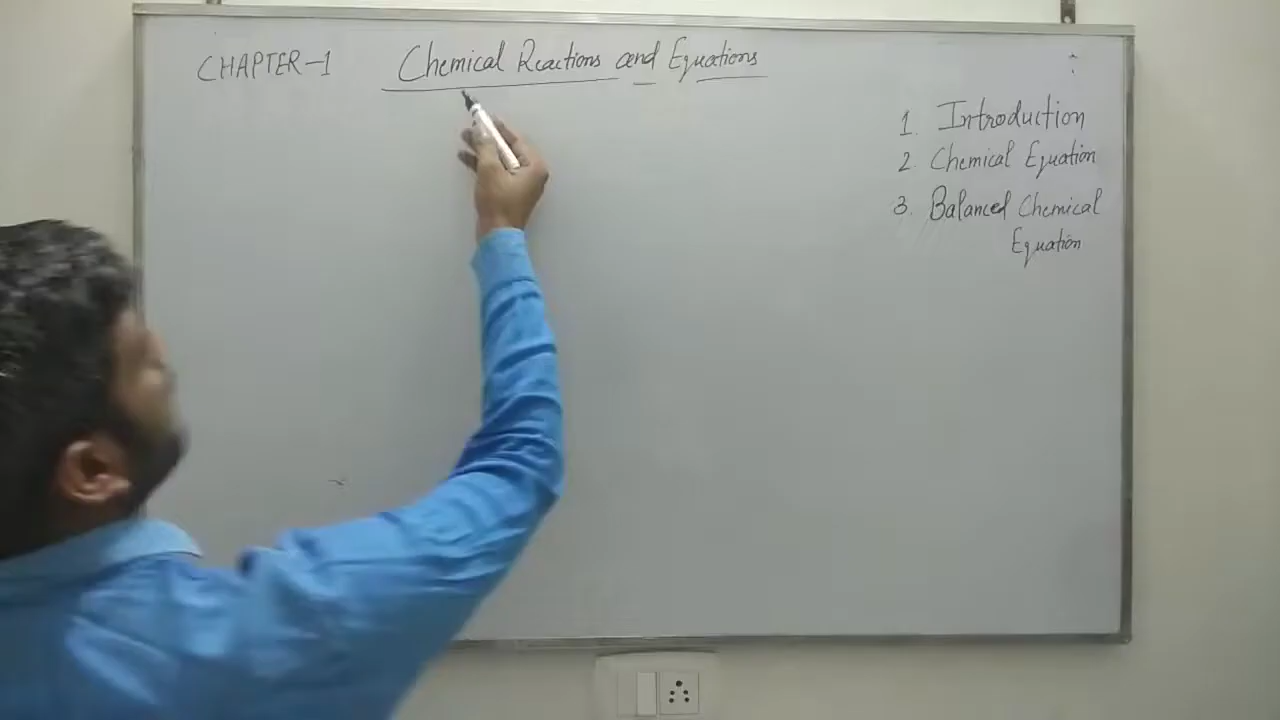 CHAPTER-1 Chemical Reactions and Equations
1. Introduction
2. Chemical Equation
3. Balanced Chemical
Equation